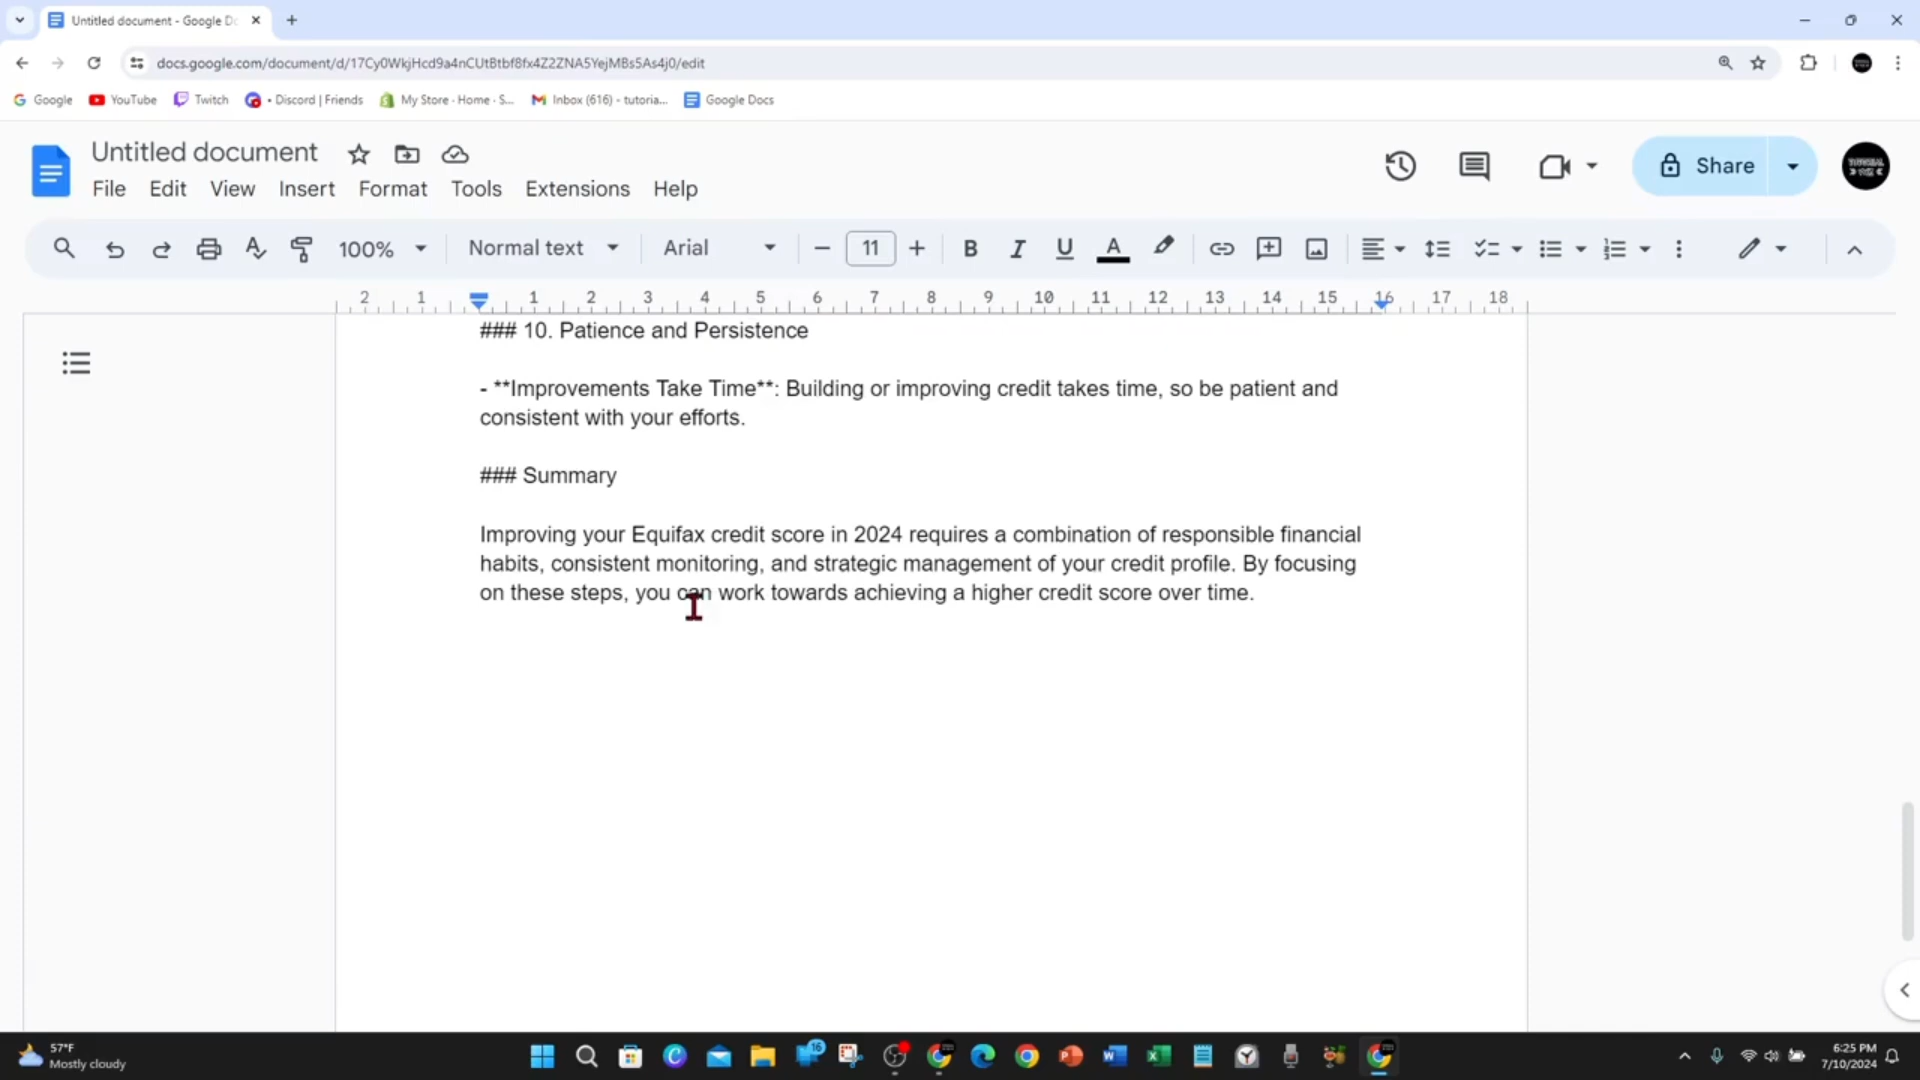 Untitled document - Google Do
docs.google.com/document/d/17Cy0WkjHcd9a4nCUtBtbf8fx4Z2ZNA5YejMBs5As4j0/edit
Google YouTube Twitch • Discord | Friends My Store · Home · S... Inbox (616) - tutoria... Google Docs
Untitled document
Share
File Edit View Insert Format Tools Extensions Help
100% Normal text Arial 11 B I U A
2 1 1 2 3 4 5 6 7 8 9 10 11 12 13 14 15 16 17 18
### 10. Patience and Persistence
- **Improvements Take Time**: Building or improving credit takes time, so be patient and
consistent with your efforts.
### Summary
Improving your Equifax credit score in 2024 requires a combination of responsible financial
habits, consistent monitoring, and strategic management of your credit profile. By focusing
on these steps, you can work towards achieving a higher credit score over time.
57°F
Mostly cloudy
16
6:25 PM
7/10/2024